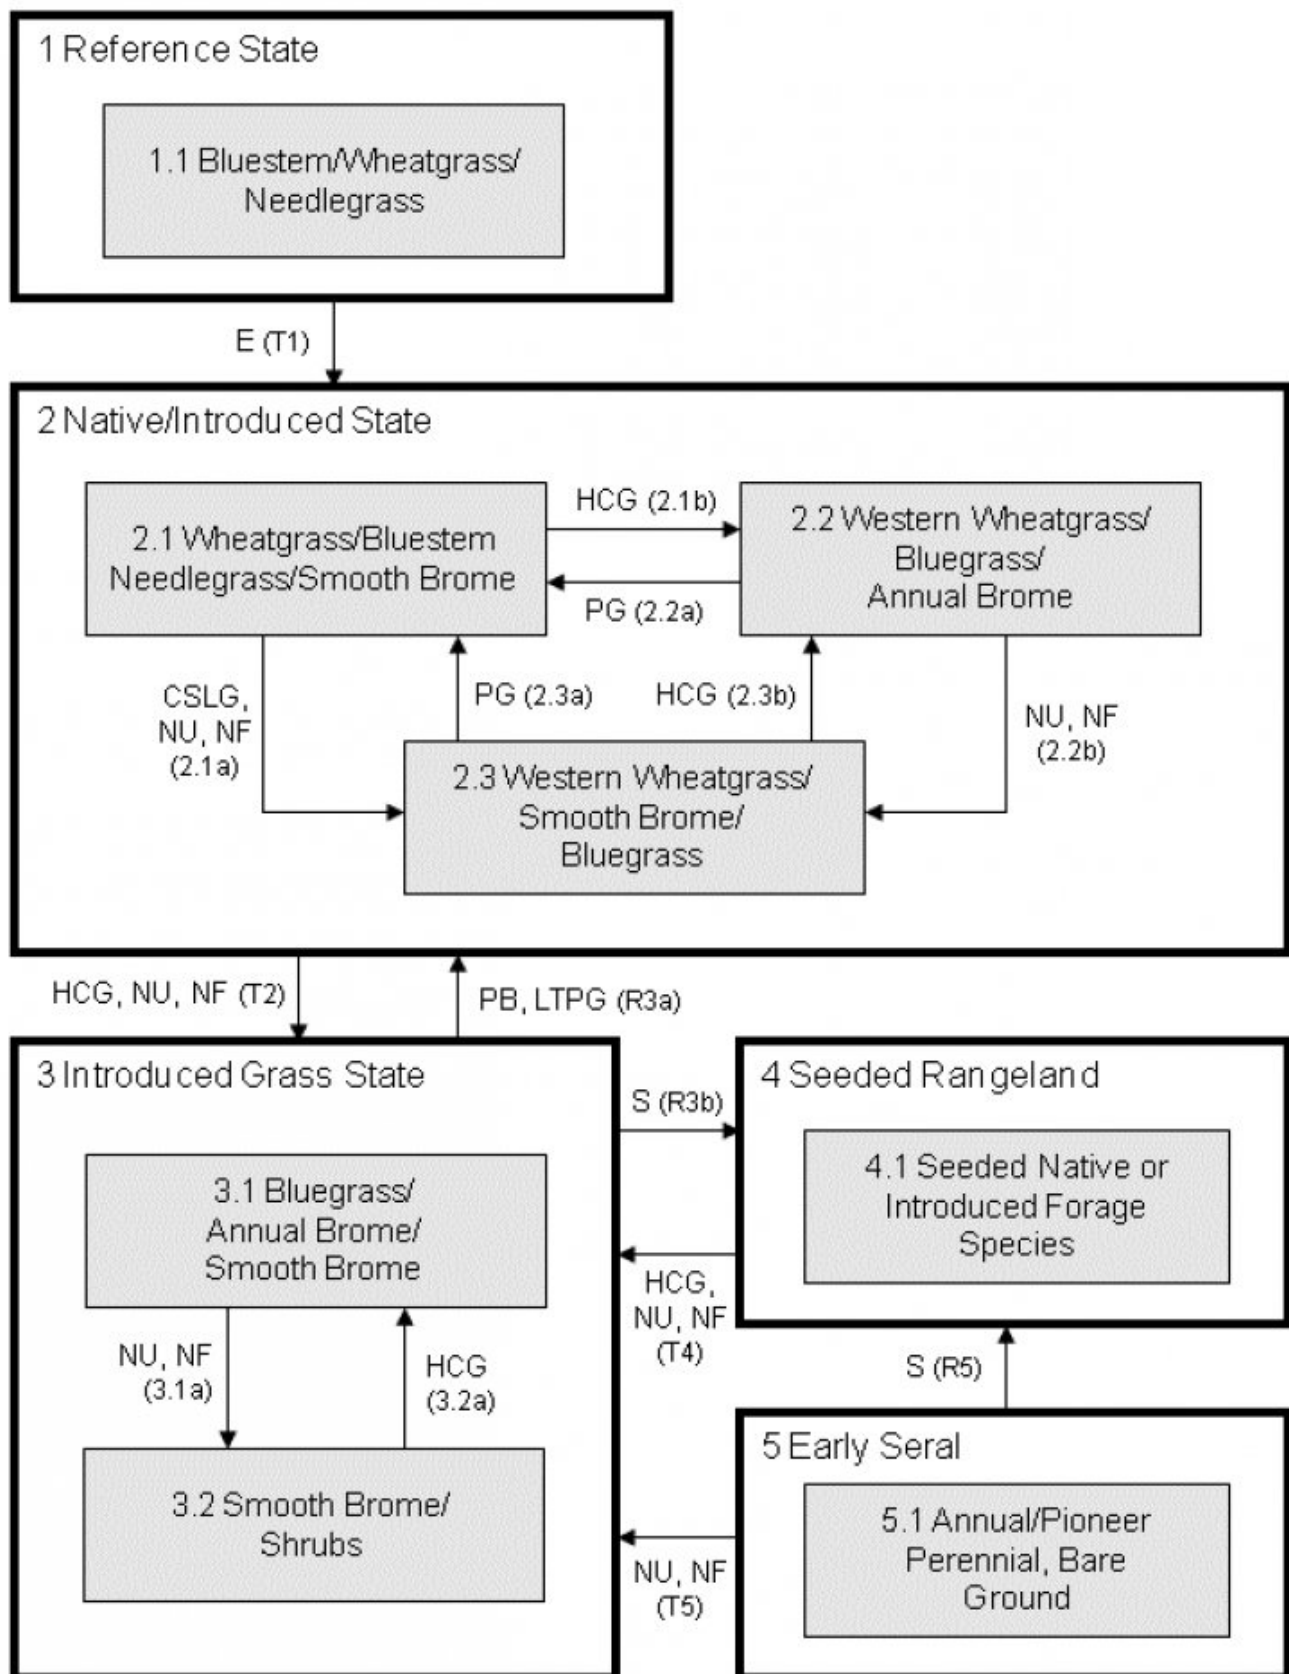 1 Reference State
1.1 Bluestem/Wheatgrass/
Needlegrass
E (T1)
2 Native/Introduced State
2.1 Wheatgrass/Bluestem
Needlegrass/Smooth Brome
HCG (2.1b)
PG (2.2a)
2.2 Western Wheatgrass/
Bluegrass/
Annual Brome
CSLG,
NU, NF
(2.1a)
PG (2.3a)
HCG (2.3b)
NU, NF
(2.2b)
2.3 Western Wheatgrass/
Smooth Brome/
Bluegrass
HCG, NU, NF (T2)
PB, LTPG (R3a)
3 Introduced Grass State
3.1 Bluegrass/
Annual Brome/
Smooth Brome
NU, NF
(3.1a)
HCG
(3.2a)
3.2 Smooth Brome/
Shrubs
S (R3b)
HCG,
NU, NF
(T4)
4 Seeded Rangeland
4.1 Seeded Native or
Introduced Forage
Species
S (R5)
5 Early Seral
5.1 Annual/Pioneer
Perennial, Bare
Ground
NU, NF
(T5)